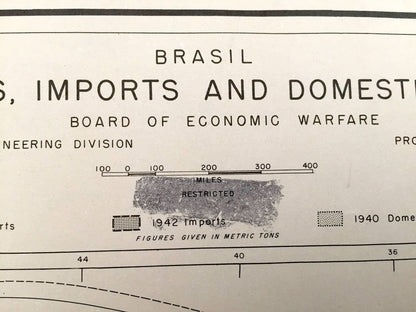 BRASIL
S, IMPORTS AND DOMEST
BOARD OF ECONOMIC WARFARE
NEERING DIVISION PRO
100 0 100 200 300 400
MILES
RESTRICTED
rts 1942 Imports 1940 Dome
FIGURES GIVEN IN METRIC TONS
44 40 36